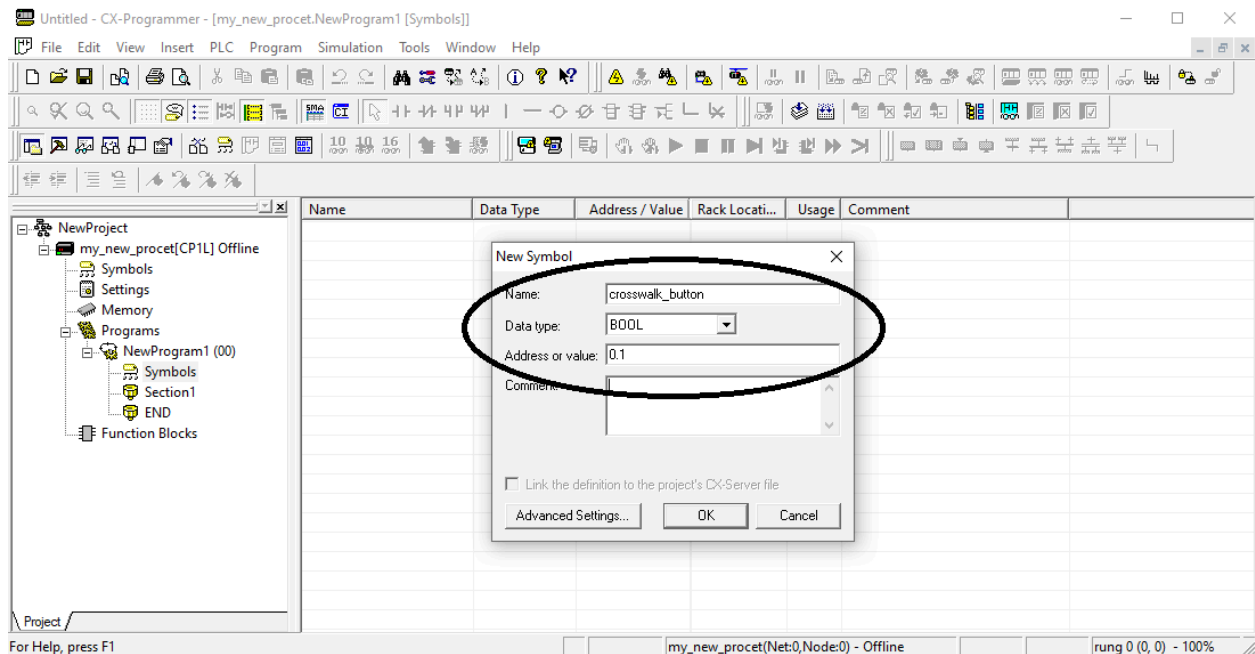 Untitled - CX-Programmer - [my_new_procet.NewProgram1 [Symbols]]
File Edit View Insert PLC Program Simulation Tools Window Help
Name Data Type Address / Value Rack Locati... Usage Comment
NewProject
my_new_procet[CP1L] Offline
Symbols
Settings
Memory
Programs
NewProgram1 (00)
Symbols
Section1
END
Function Blocks
Project
New Symbol
Name: crosswalk_button
Data type: BOOL
Address or value: 0.1
Comment:
Link the definition to the project's CX-Server file
Advanced Settings... OK Cancel
For Help, press F1
my_new_procet(Net:0,Node:0) - Offline
rung 0 (0, 0) - 100%